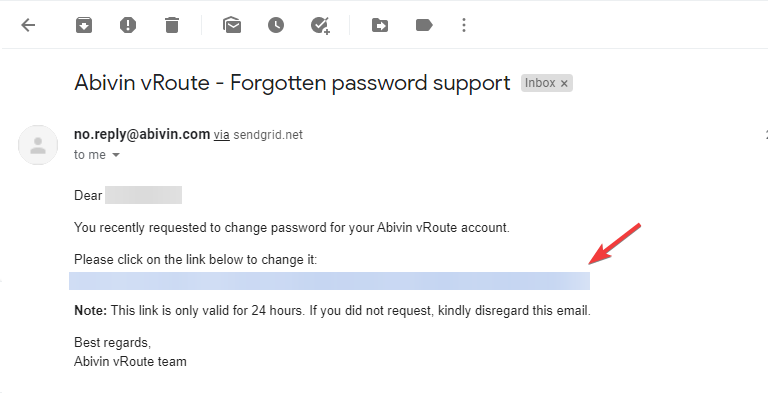 Abivin vRoute - Forgotten password support Inbox ×
no.reply@abivin.com via sendgrid.net
to me
Dear
You recently requested to change password for your Abivin vRoute account.
Please click on the link below to change it:
Note: This link is only valid for 24 hours. If you did not request, kindly disregard this email.
Best regards,
Abivin vRoute team